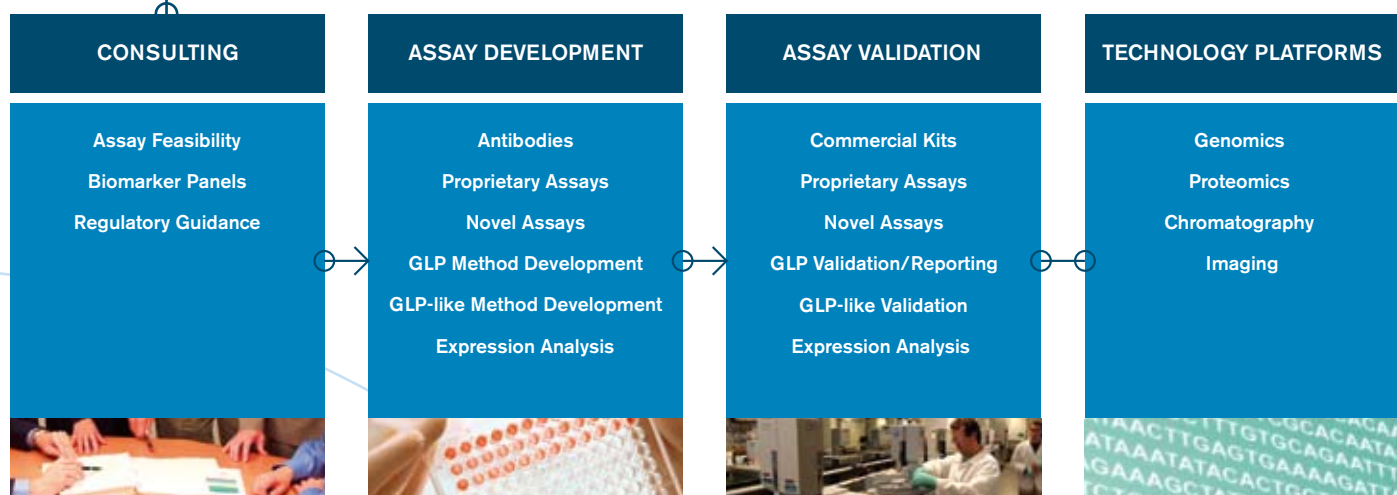 CONSULTING
Assay Feasibility
Biomarker Panels
Regulatory Guidance
ASSAY DEVELOPMENT
Antibodies
Proprietary Assays
Novel Assays
GLP Method Development
GLP-like Method Development
Expression Analysis
ASSAY VALIDATION
Commercial Kits
Proprietary Assays
Novel Assays
GLP Validation/Reporting
GLP-like Validation
Expression Analysis
TECHNOLOGY PLATFORMS
Genomics
Proteomics
Chromatography
Imaging